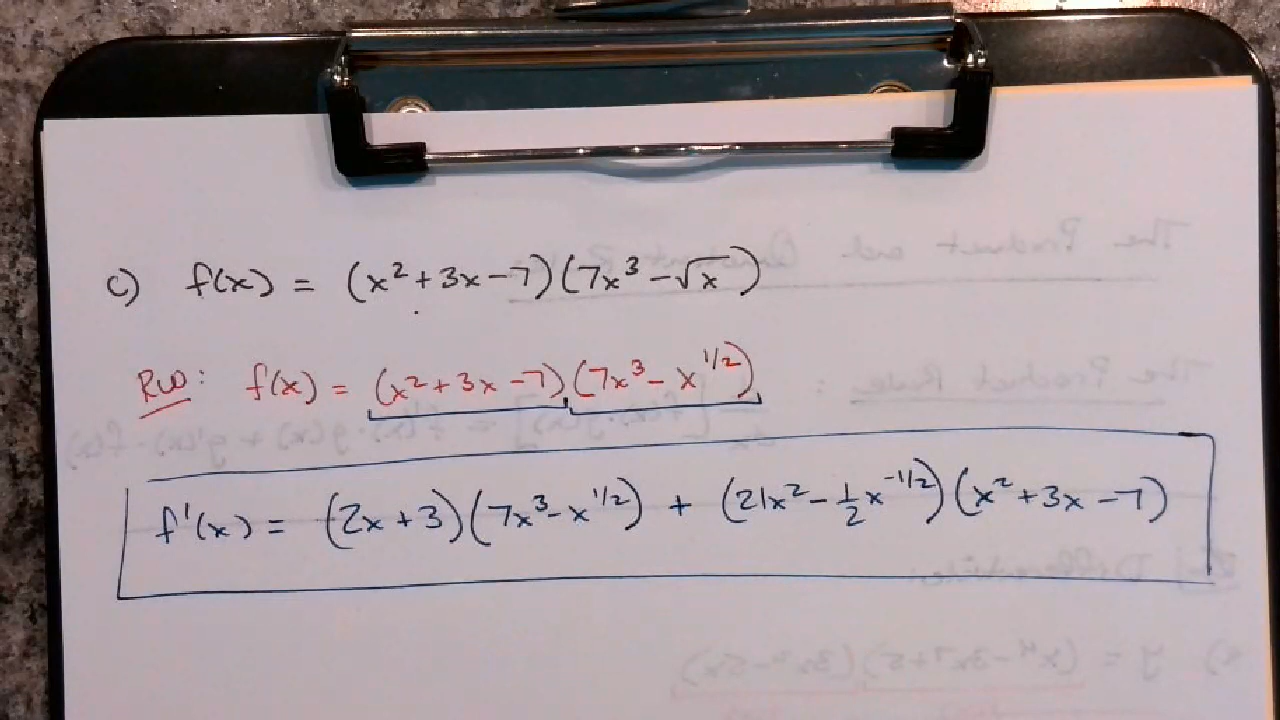 c) f(x) = (x² + 3x - 7)(7x³ - √x)
RW: f(x) = (x² + 3x - 7)(7x³ - x^(1/2))
f'(x) = (2x + 3)(7x³ - x^(1/2)) + (21x² - ½x^(-1/2))(x² + 3x - 7)